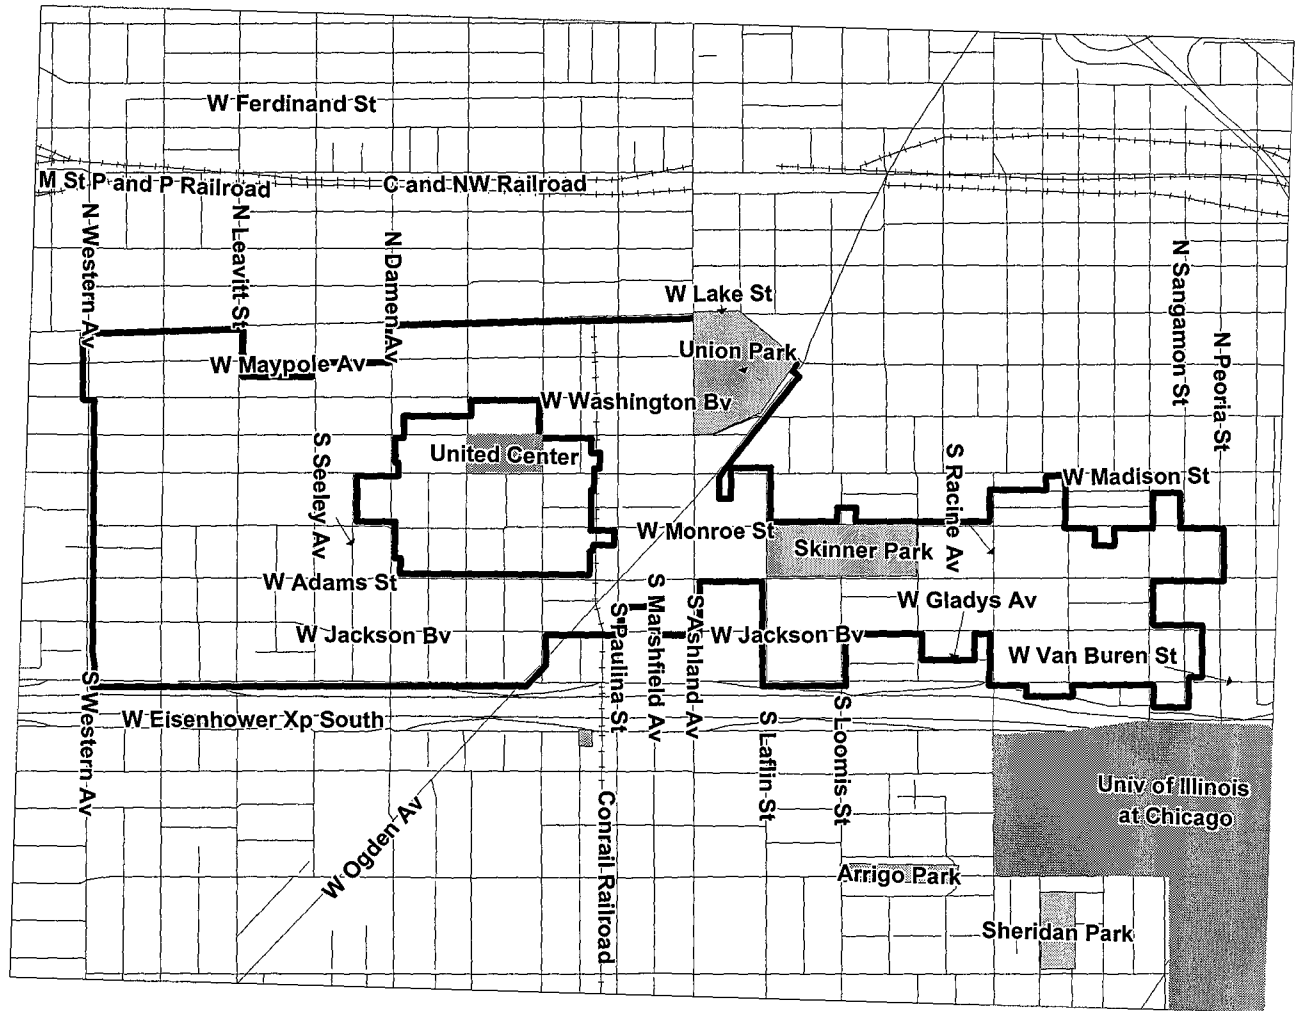 W Ferdinand St
M St P and P Railroad
C and NW Railroad
N Western Av
N Leavitt St
N Damen Av
N Sangamon St
W Lake St
N Peoria St
Union Park
W Maypole Av
W Washington Bv
S Seeley Av
United Center
S Racine Av
W Madison St
W Monroe St
Skinner Park
W Adams St
S Marshfield Av
S Ashland Av
W Gladys Av
S Paulina St
W Jackson Bv
W Jackson Bv
W Van Buren St
S Western Av
W Eisenhower Xp South
S Laflin St
S Loomis St
Univ of Illinois
at Chicago
W Ogden Av
Conrail Railroad
Arrigo Park
Sheridan Park